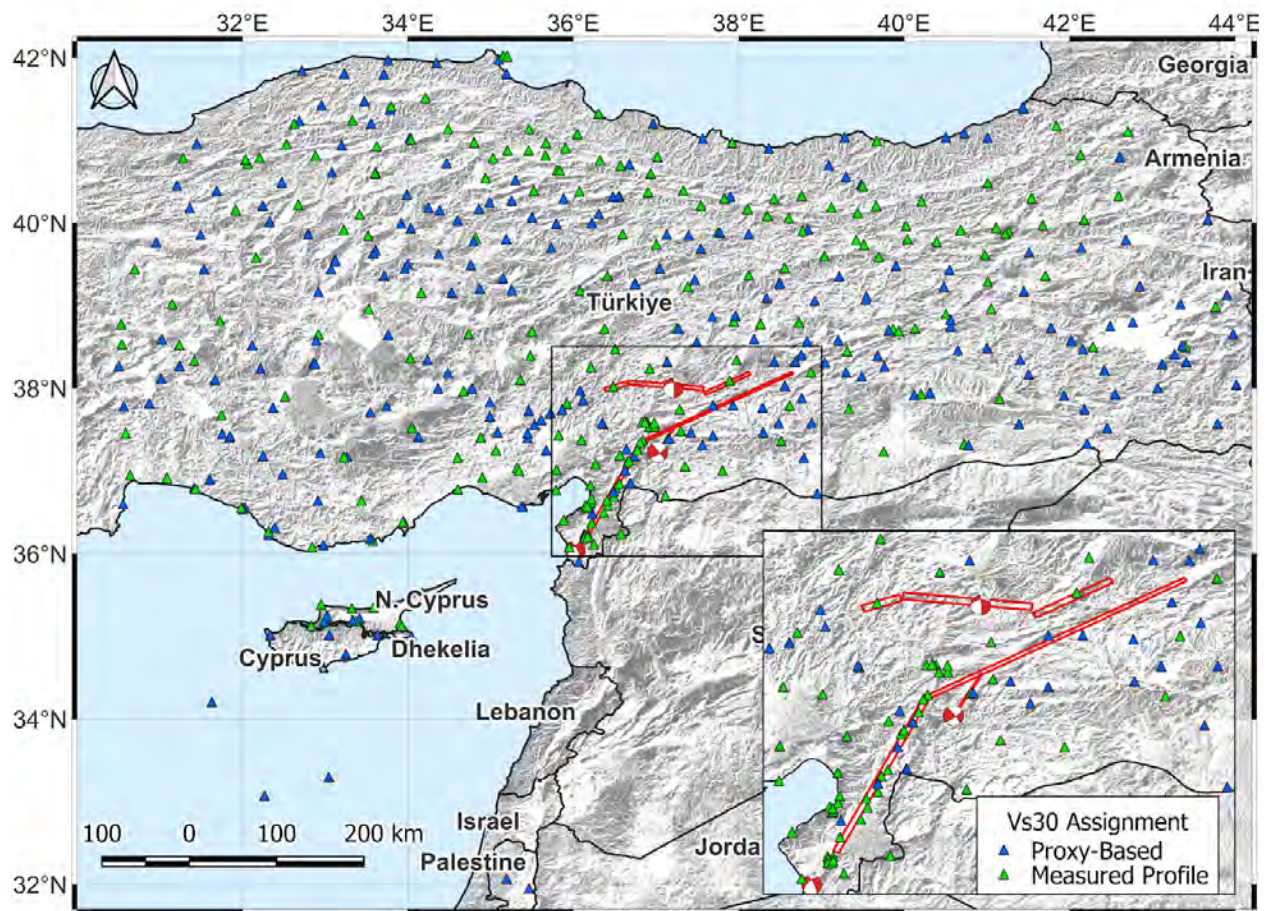 32°E 34°E 36°E 38°E 40°E 42°E 44°E
42°N
Georgia
Armenia
40°N
Iran
Türkiye
38°N
36°N
N. Cyprus
Cyprus
Dhekelia
S
34°N
Lebanon
100 0 100 200 km
Israel
Jorda
Palestine
32°N
Vs30 Assignment
Proxy-Based
Measured Profile